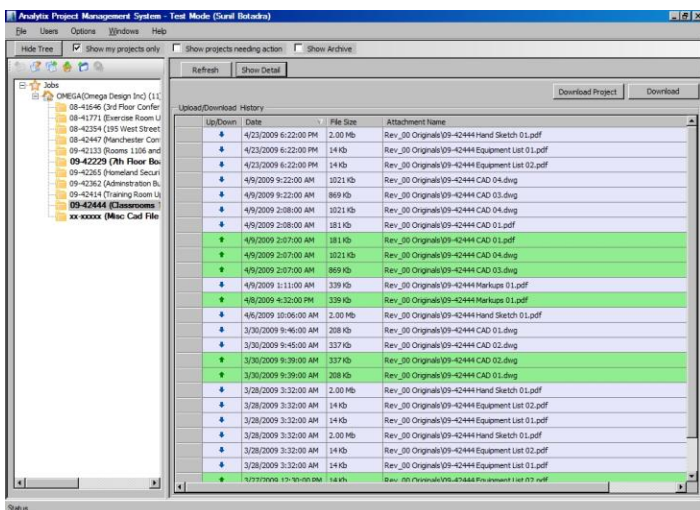 Analytix Project Management System - Test Mode (Sunil Botadra)
File Users Options Windows Help
Hide Tree Show my projects only Show projects needing action Show Archive
Refresh Show Detail
Download Project Download
Jobs
OMEGA(Omega Design Inc) (11
08-41646 (3rd Floor Confer
08-41771 (Exercise Room U
08-42354 (195 West Street
08-42447 (Manchester Con
09-42133 (Rooms 1106 and
09-42229 (7th Floor Boa
09-42265 (Homeland Securi
09-42362 (Adminstration Bu
09-42414 (Training Room Up
09-42444 (Classrooms
xx-xxxxx (Misc Cad File
Upload/Download History
Up/Down Date File Size Attachment Name
4/23/2009 6:22:00 PM 2.00 Mb Rev_00 Originals\09-42444 Hand Sketch 01.pdf
4/23/2009 6:22:00 PM 14 Kb Rev_00 Originals\09-42444 Equipment List 01.pdf
4/23/2009 6:22:00 PM 14 Kb Rev_00 Originals\09-42444 Equipment List 02.pdf
4/9/2009 9:22:00 AM 1021 Kb Rev_00 Originals\09-42444 CAD 04.dwg
4/9/2009 9:22:00 AM 869 Kb Rev_00 Originals\09-42444 CAD 03.dwg
4/9/2009 2:08:00 AM 1021 Kb Rev_00 Originals\09-42444 CAD 04.dwg
4/9/2009 2:08:00 AM 181 Kb Rev_00 Originals\09-42444 CAD 01.pdf
4/9/2009 2:07:00 AM 181 Kb Rev_00 Originals\09-42444 CAD 01.pdf
4/9/2009 2:07:00 AM 1021 Kb Rev_00 Originals\09-42444 CAD 04.dwg
4/9/2009 2:07:00 AM 869 Kb Rev_00 Originals\09-42444 CAD 03.dwg
4/9/2009 1:11:00 AM 339 Kb Rev_00 Originals\09-42444 Markups 01.pdf
4/8/2009 4:32:00 PM 339 Kb Rev_00 Originals\09-42444 Markups 01.pdf
4/6/2009 10:06:00 AM 2.00 Mb Rev_00 Originals\09-42444 Hand Sketch 01.pdf
3/30/2009 9:46:00 AM 208 Kb Rev_00 Originals\09-42444 CAD 01.dwg
3/30/2009 9:45:00 AM 337 Kb Rev_00 Originals\09-42444 CAD 02.dwg
3/30/2009 9:39:00 AM 337 Kb Rev_00 Originals\09-42444 CAD 02.dwg
3/30/2009 9:39:00 AM 208 Kb Rev_00 Originals\09-42444 CAD 01.dwg
3/28/2009 3:32:00 AM 2.00 Mb Rev_00 Originals\09-42444 Hand Sketch 01.pdf
3/28/2009 3:32:00 AM 14 Kb Rev_00 Originals\09-42444 Equipment List 02.pdf
3/28/2009 3:32:00 AM 14 Kb Rev_00 Originals\09-42444 Equipment List 01.pdf
3/28/2009 3:32:00 AM 2.00 Mb Rev_00 Originals\09-42444 Hand Sketch 01.pdf
3/28/2009 3:32:00 AM 14 Kb Rev_00 Originals\09-42444 Equipment List 02.pdf
3/28/2009 3:32:00 AM 14 Kb Rev_00 Originals\09-42444 Equipment List 01.pdf
3/27/2009 12:30:00 PM 14 Kb Rev_00 Originals\09-42444 Equipment List 02.pdf
Status